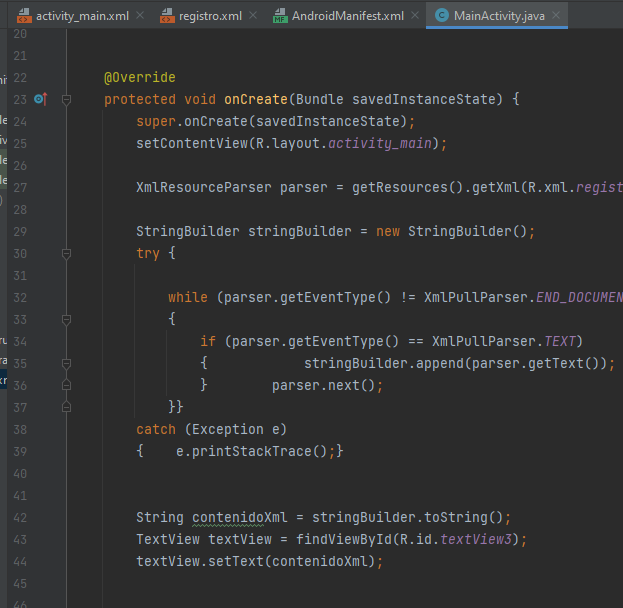 activity_main.xml registro.xml AndroidManifest.xml MainActivity.java
20
21
22 @Override
23 protected void onCreate(Bundle savedInstanceState) {
24 super.onCreate(savedInstanceState);
25 setContentView(R.layout.activity_main);
26
27 XmlResourceParser parser = getResources().getXml(R.xml.regist
28
29 StringBuilder stringBuilder = new StringBuilder();
30 try {
31
32 while (parser.getEventType() != XmlPullParser.END_DOCUMEN
33 {
34 if (parser.getEventType() == XmlPullParser.TEXT)
35 { stringBuilder.append(parser.getText());
36 } parser.next();
37 }}
38 catch (Exception e)
39 { e.printStackTrace();}
40
41
42 String contenidoXml = stringBuilder.toString();
43 TextView textView = findViewById(R.id.textView3);
44 textView.setText(contenidoXml);
45
46